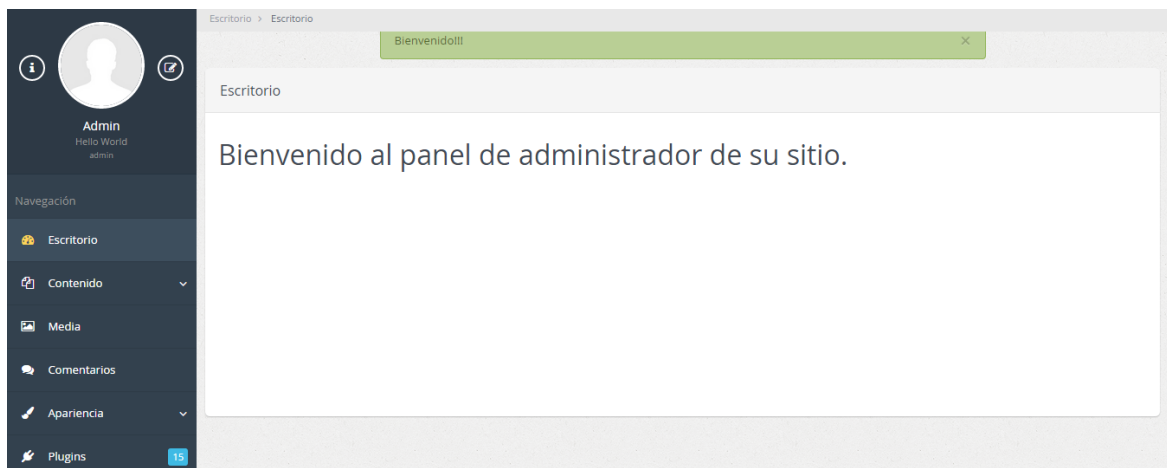 Escritorio > Escritorio
Bienvenido!!! ×
Admin
Hello World
admin
Navegación
Escritorio
Contenido
Media
Comentarios
Apariencia
Plugins 15
Escritorio
Bienvenido al panel de administrador de su sitio.